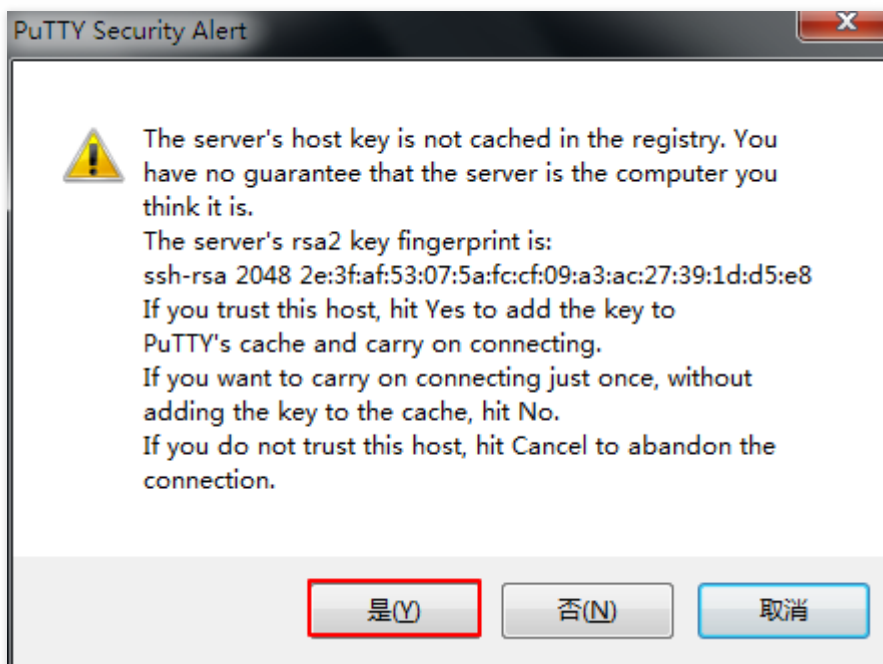 PuTTY Security Alert
The server's host key is not cached in the registry. You
have no guarantee that the server is the computer you
think it is.
The server's rsa2 key fingerprint is:
ssh-rsa 2048 2e:3f:af:53:07:5a:fc:cf:09:a3:ac:27:39:1d:d5:e8
If you trust this host, hit Yes to add the key to
PuTTY's cache and carry on connecting.
If you want to carry on connecting just once, without
adding the key to the cache, hit No.
If you do not trust this host, hit Cancel to abandon the
connection.
是(Y) 否(N) 取消